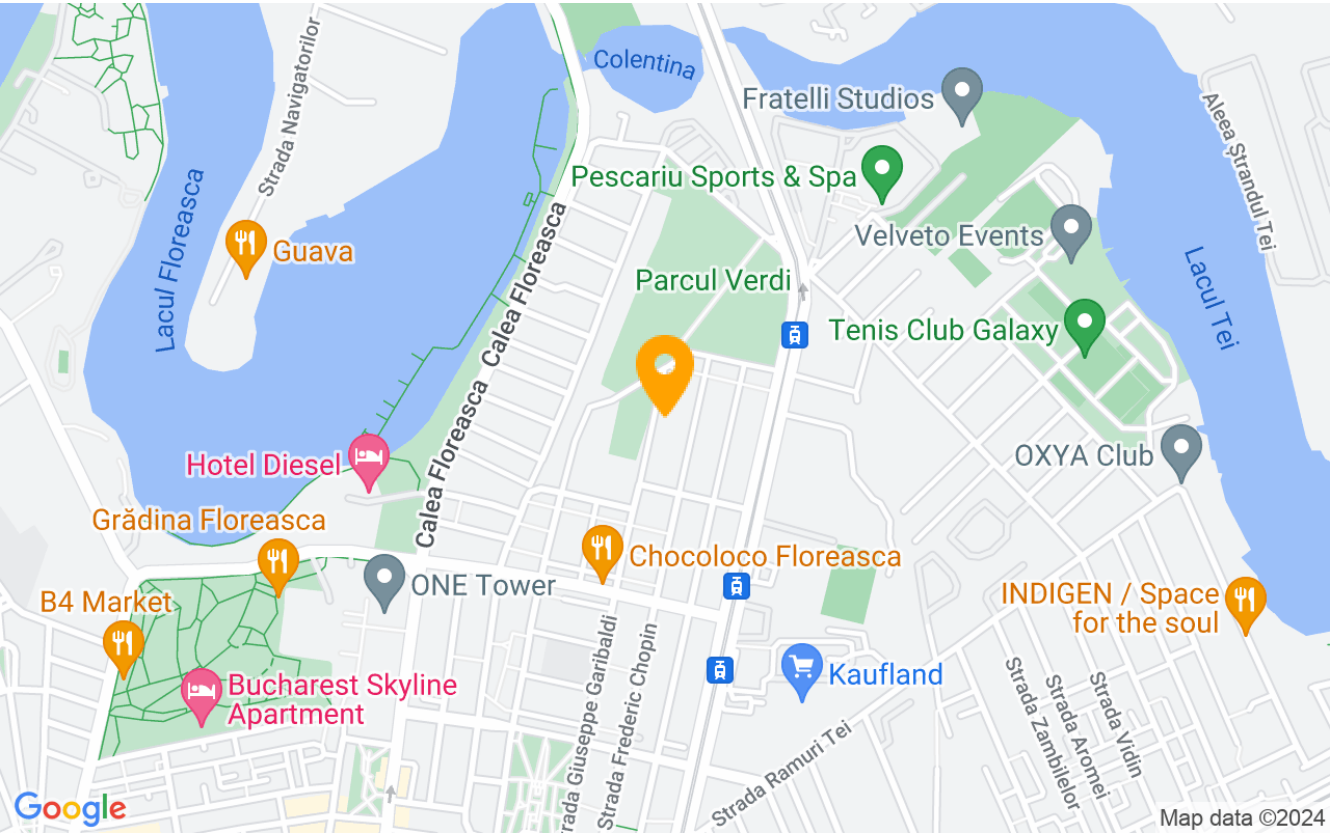 Strada Navigatorilor
Colentina
Fratelli Studios
Aleea Ștrandul Tei
Pescariu Sports & Spa
Lacul Floreasca
Calea Floreasca
Velveto Events
Guava
Parcul Verdi
Lacul Tei
Tenis Club Galaxy
Calea Floreasca
Hotel Diesel
OXYA Club
Grădina Floreasca
Chocoloco Floreasca
ONE Tower
B4 Market
INDIGEN / Space
for the soul
Bucharest Skyline
Apartment
Kaufland
Strada Giuseppe Garibaldi
Strada Frederic Chopin
Strada Ramuri Tei
Strada Zambilelor
Strada Aromei
Strada Vidin
Google
Map data ©2024